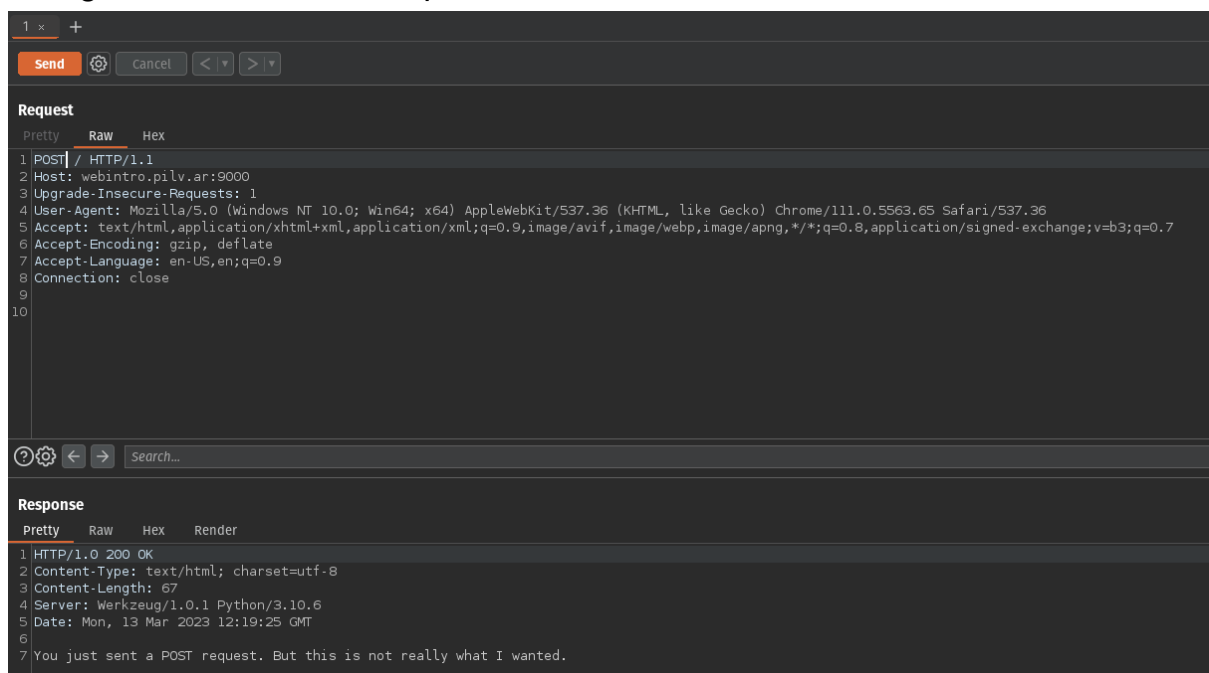 1 × +
Send Cancel < >
Request
Pretty Raw Hex
1 POST / HTTP/1.1
2 Host: webintro.pilv.ar:9000
3 Upgrade-Insecure-Requests: 1
4 User-Agent: Mozilla/5.0 (Windows NT 10.0; Win64; x64) AppleWebKit/537.36 (KHTML, like Gecko) Chrome/111.0.5563.65 Safari/537.36
5 Accept: text/html,application/xhtml+xml,application/xml;q=0.9,image/avif,image/webp,image/apng,*/*;q=0.8,application/signed-exchange;v=b3;q=0.7
6 Accept-Encoding: gzip, deflate
7 Accept-Language: en-US,en;q=0.9
8 Connection: close
9
10
Search...
Response
Pretty Raw Hex Render
1 HTTP/1.0 200 OK
2 Content-Type: text/html; charset=utf-8
3 Content-Length: 67
4 Server: Werkzeug/1.0.1 Python/3.10.6
5 Date: Mon, 13 Mar 2023 12:19:25 GMT
6
7 You just sent a POST request. But this is not really what I wanted.